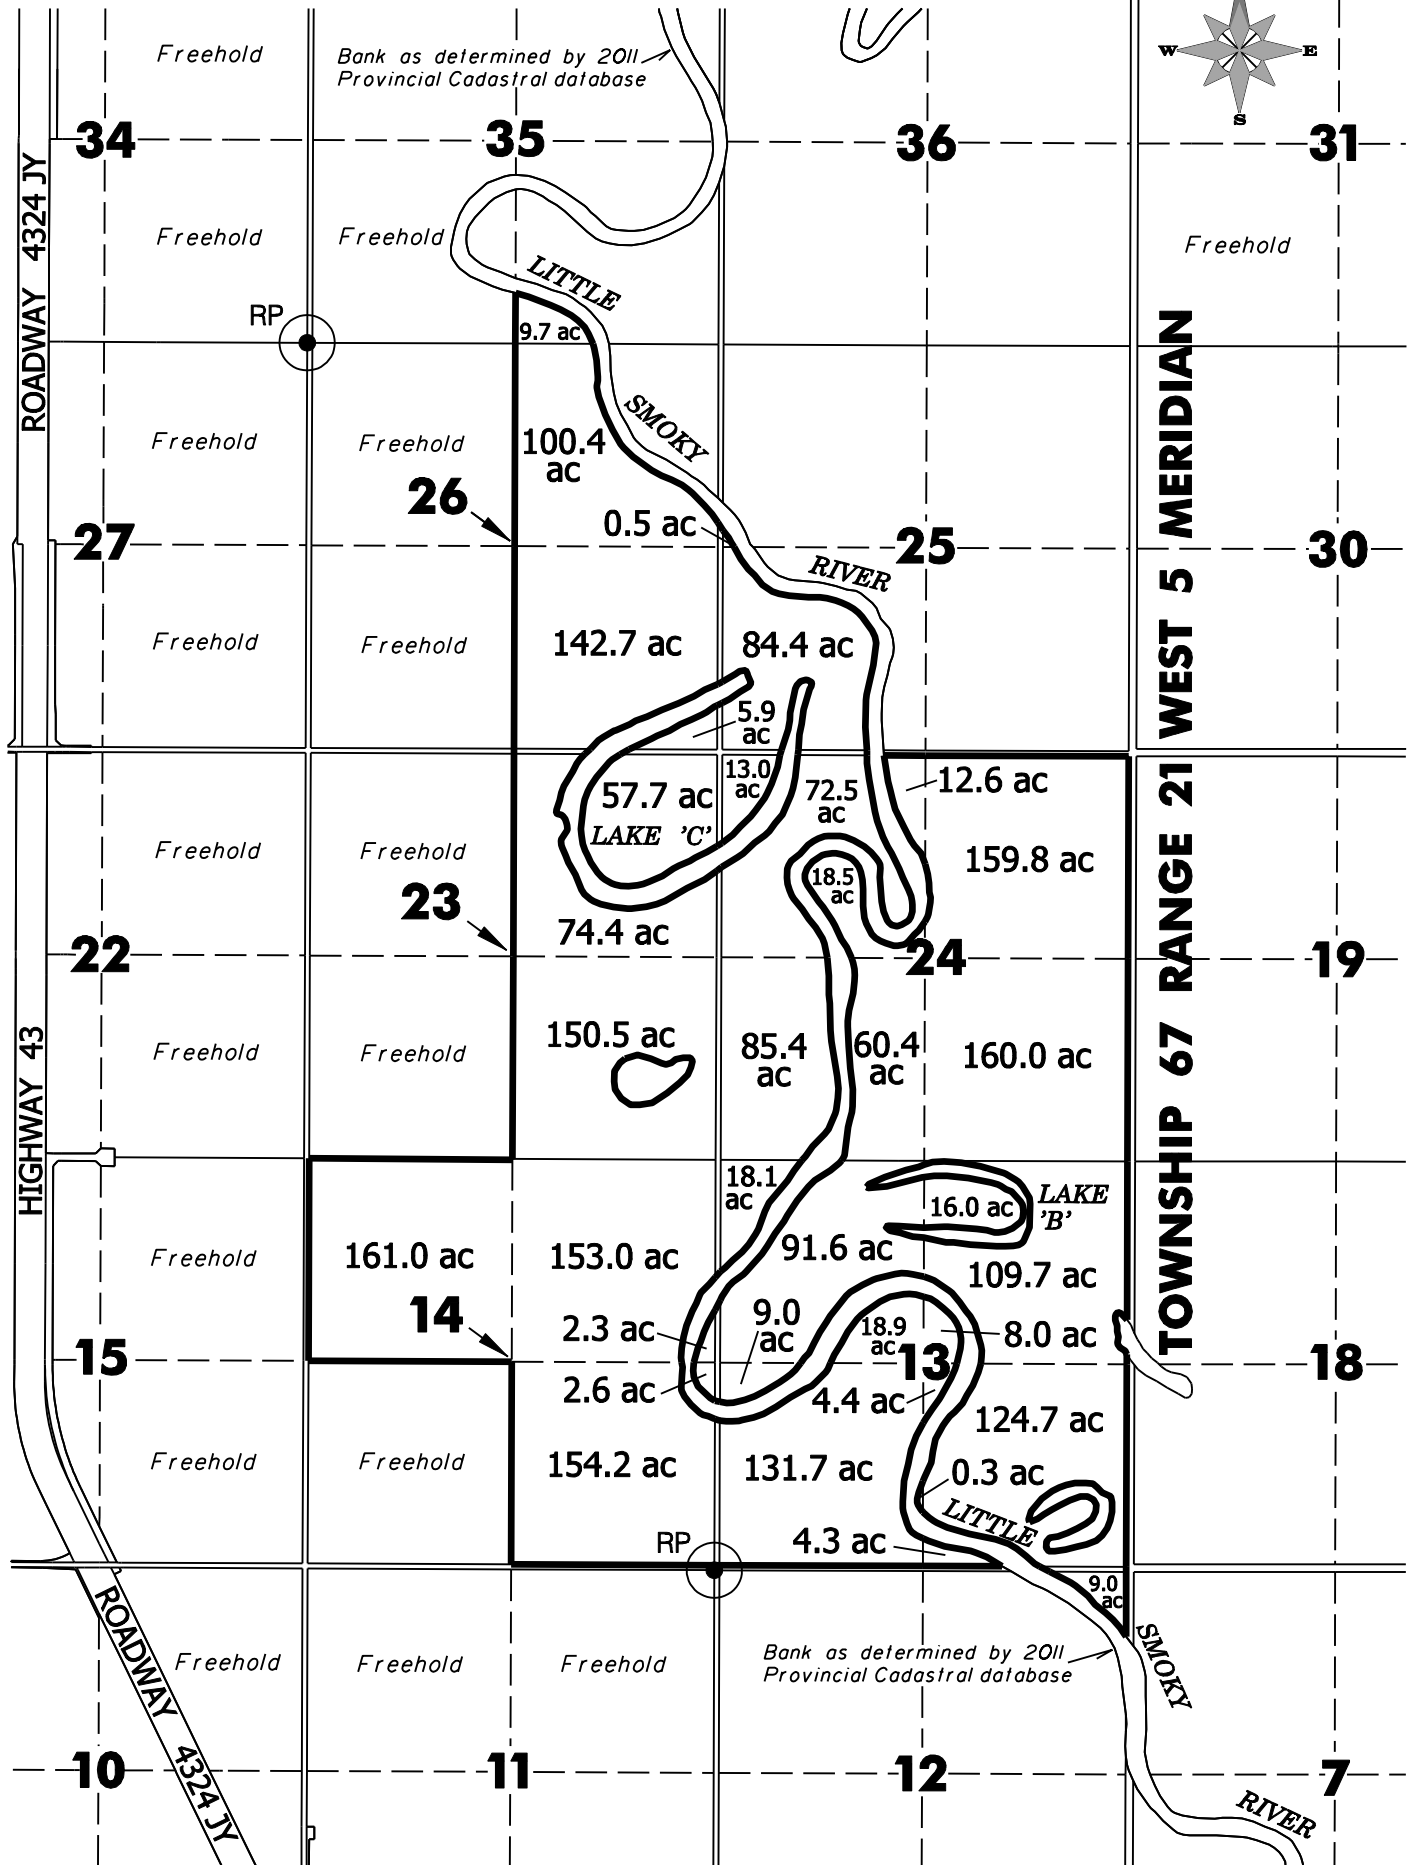 Freehold
Bank as determined by 2011
Provincial Cadastral database
W
E
S
34
35
36
31
ROADWAY 4324 JY
Freehold
Freehold
Freehold
LITTLE
RP
9.7 ac
SMOKY
Freehold
Freehold
100.4
ac
26
0.5 ac
27
25
30
RIVER
Freehold
Freehold
142.7 ac
84.4 ac
5.9
ac
57.7 ac
LAKE 'C'
13.0
ac
72.5
ac
12.6 ac
Freehold
Freehold
159.8 ac
18.5
ac
23
74.4 ac
22
24
19
HIGHWAY 43
Freehold
Freehold
150.5 ac
85.4
ac
60.4
ac
160.0 ac
TOWNSHIP 67 RANGE 21 WEST 5 MERIDIAN
18.1
ac
16.0 ac
LAKE
'B'
Freehold
161.0 ac
153.0 ac
91.6 ac
109.7 ac
14
2.3 ac
9.0
ac
18.9
ac
8.0 ac
15
13
18
2.6 ac
4.4 ac
124.7 ac
Freehold
Freehold
154.2 ac
131.7 ac
0.3 ac
LITTLE
RP
4.3 ac
9.0
ac
ROADWAY 4324 JY
Freehold
Freehold
Freehold
Bank as determined by 2011
Provincial Cadastral database
SMOKY
10
11
12
7
RIVER